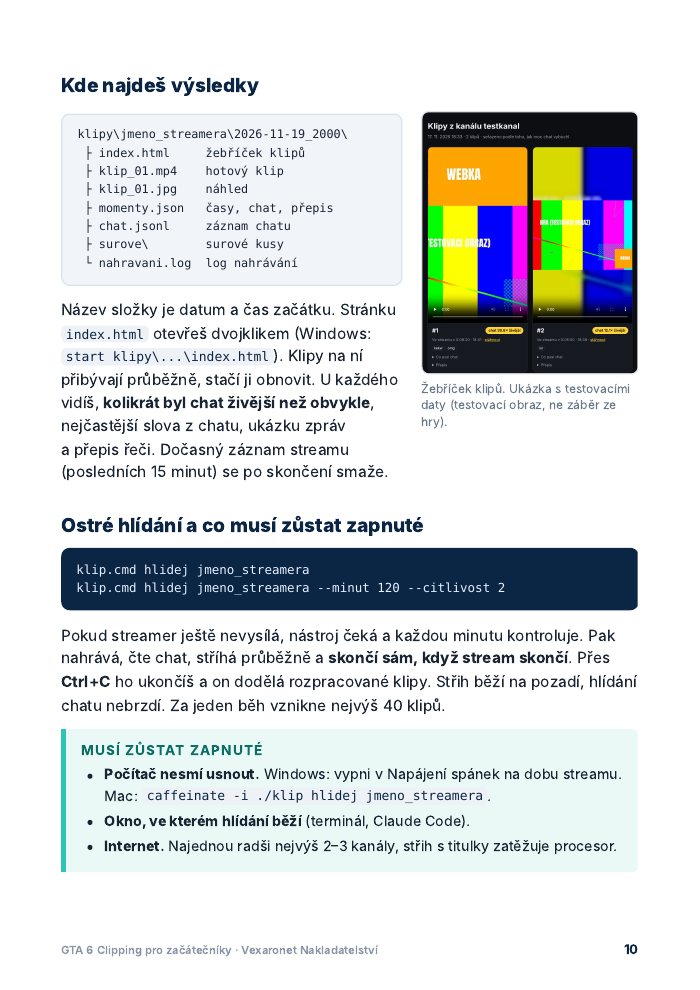 Kde najdeš výsledky
klipy\jmeno_streamera\2026-11-19_2000\
├ index.html žebříček klipů
├ klip_01.mp4 hotový klip
├ klip_01.jpg náhled
├ momenty.json časy, chat, přepis
├ chat.jsonl záznam chatu
├ surove\ surové kusy
└ nahravani.log log nahrávání
Název složky je datum a čas začátku. Stránku
index.html otevřeš dvojklikem (Windows:
start klipy\...\index.html ). Klipy na ní
přibývají průběžně, stačí ji obnovit. U každého
vidíš, kolikrát byl chat živější než obvykle,
nejčastější slova z chatu, ukázku zpráv
a přepis řeči. Dočasný záznam streamu
(posledních 15 minut) se po skončení smaže.
Klipy z kanálu testkanal
WEBKA
TESTOVACI OBRAZ)
#1
#2
Žebříček klipů. Ukázka s testovacími
daty (testovací obraz, ne záběr ze
hry).
Ostré hlídání a co musí zůstat zapnuté
klip.cmd hlidej jmeno_streamera
klip.cmd hlidej jmeno_streamera --minut 120 --citlivost 2
Pokud streamer ještě nevysílá, nástroj čeká a každou minutu kontroluje. Pak
nahrává, čte chat, stříhá průběžně a skončí sám, když stream skončí. Přes
Ctrl+C ho ukončíš a on dodělá rozpracované klipy. Střih běží na pozadí, hlídání
chatu nebrzdí. Za jeden běh vznikne nejvýš 40 klipů.
MUSÍ ZŮSTAT ZAPNUTÉ
• Počítač nesmí usnout. Windows: vypni v Napájení spánek na dobu streamu.
Mac: caffeinate -i ./klip hlidej jmeno_streamera .
• Okno, ve kterém hlídání běží (terminál, Claude Code).
• Internet. Najednou radši nejvýš 2–3 kanály, střih s titulky zatěžuje procesor.
GTA 6 Clipping pro začátečníky · Vexaronet Nakladatelství
10